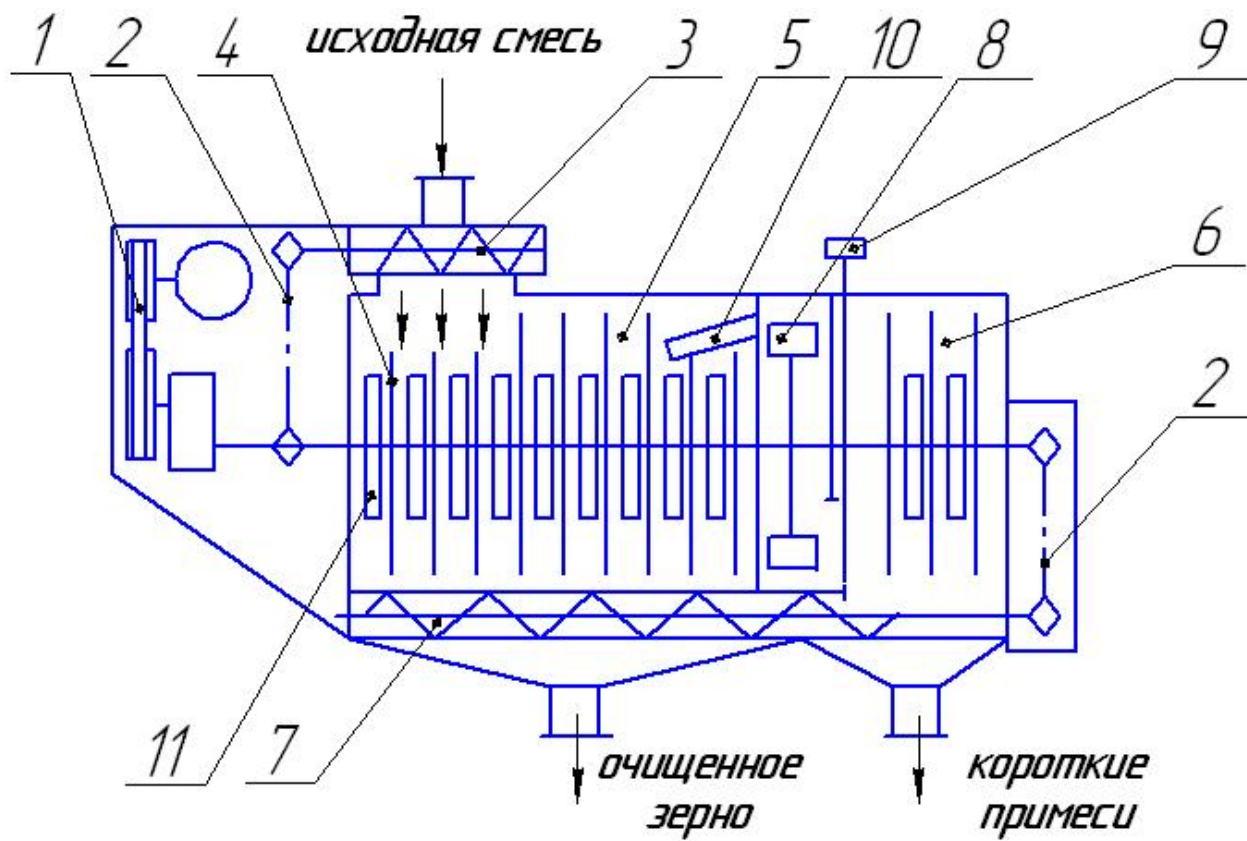 1 2 4 исходная смесь 3 5 10 8 9
6
2
11 7 очищенное зерно короткие примеси